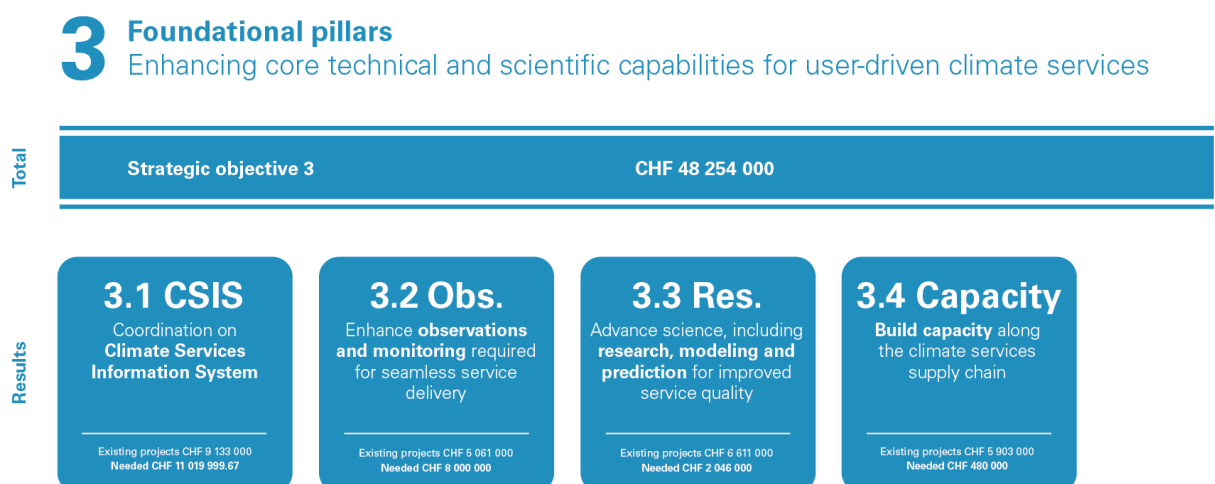 3 Foundational pillars
Enhancing core technical and scientific capabilities for user-driven climate services
Total
Strategic objective 3 CHF 48 254 000
Results
3.1 CSIS
Coordination on
Climate Services
Information System
Existing projects CHF 9 133 000
Needed CHF 11 019 999.67
3.2 Obs.
Enhance observations
and monitoring required
for seamless service
delivery
Existing projects CHF 5 061 000
Needed CHF 8 000 000
3.3 Res.
Advance science, including
research, modeling and
prediction for improved
service quality
Existing projects CHF 6 611 000
Needed CHF 2 046 000
3.4 Capacity
Build capacity along
the climate services
supply chain
Existing projects CHF 5 903 000
Needed CHF 480 000